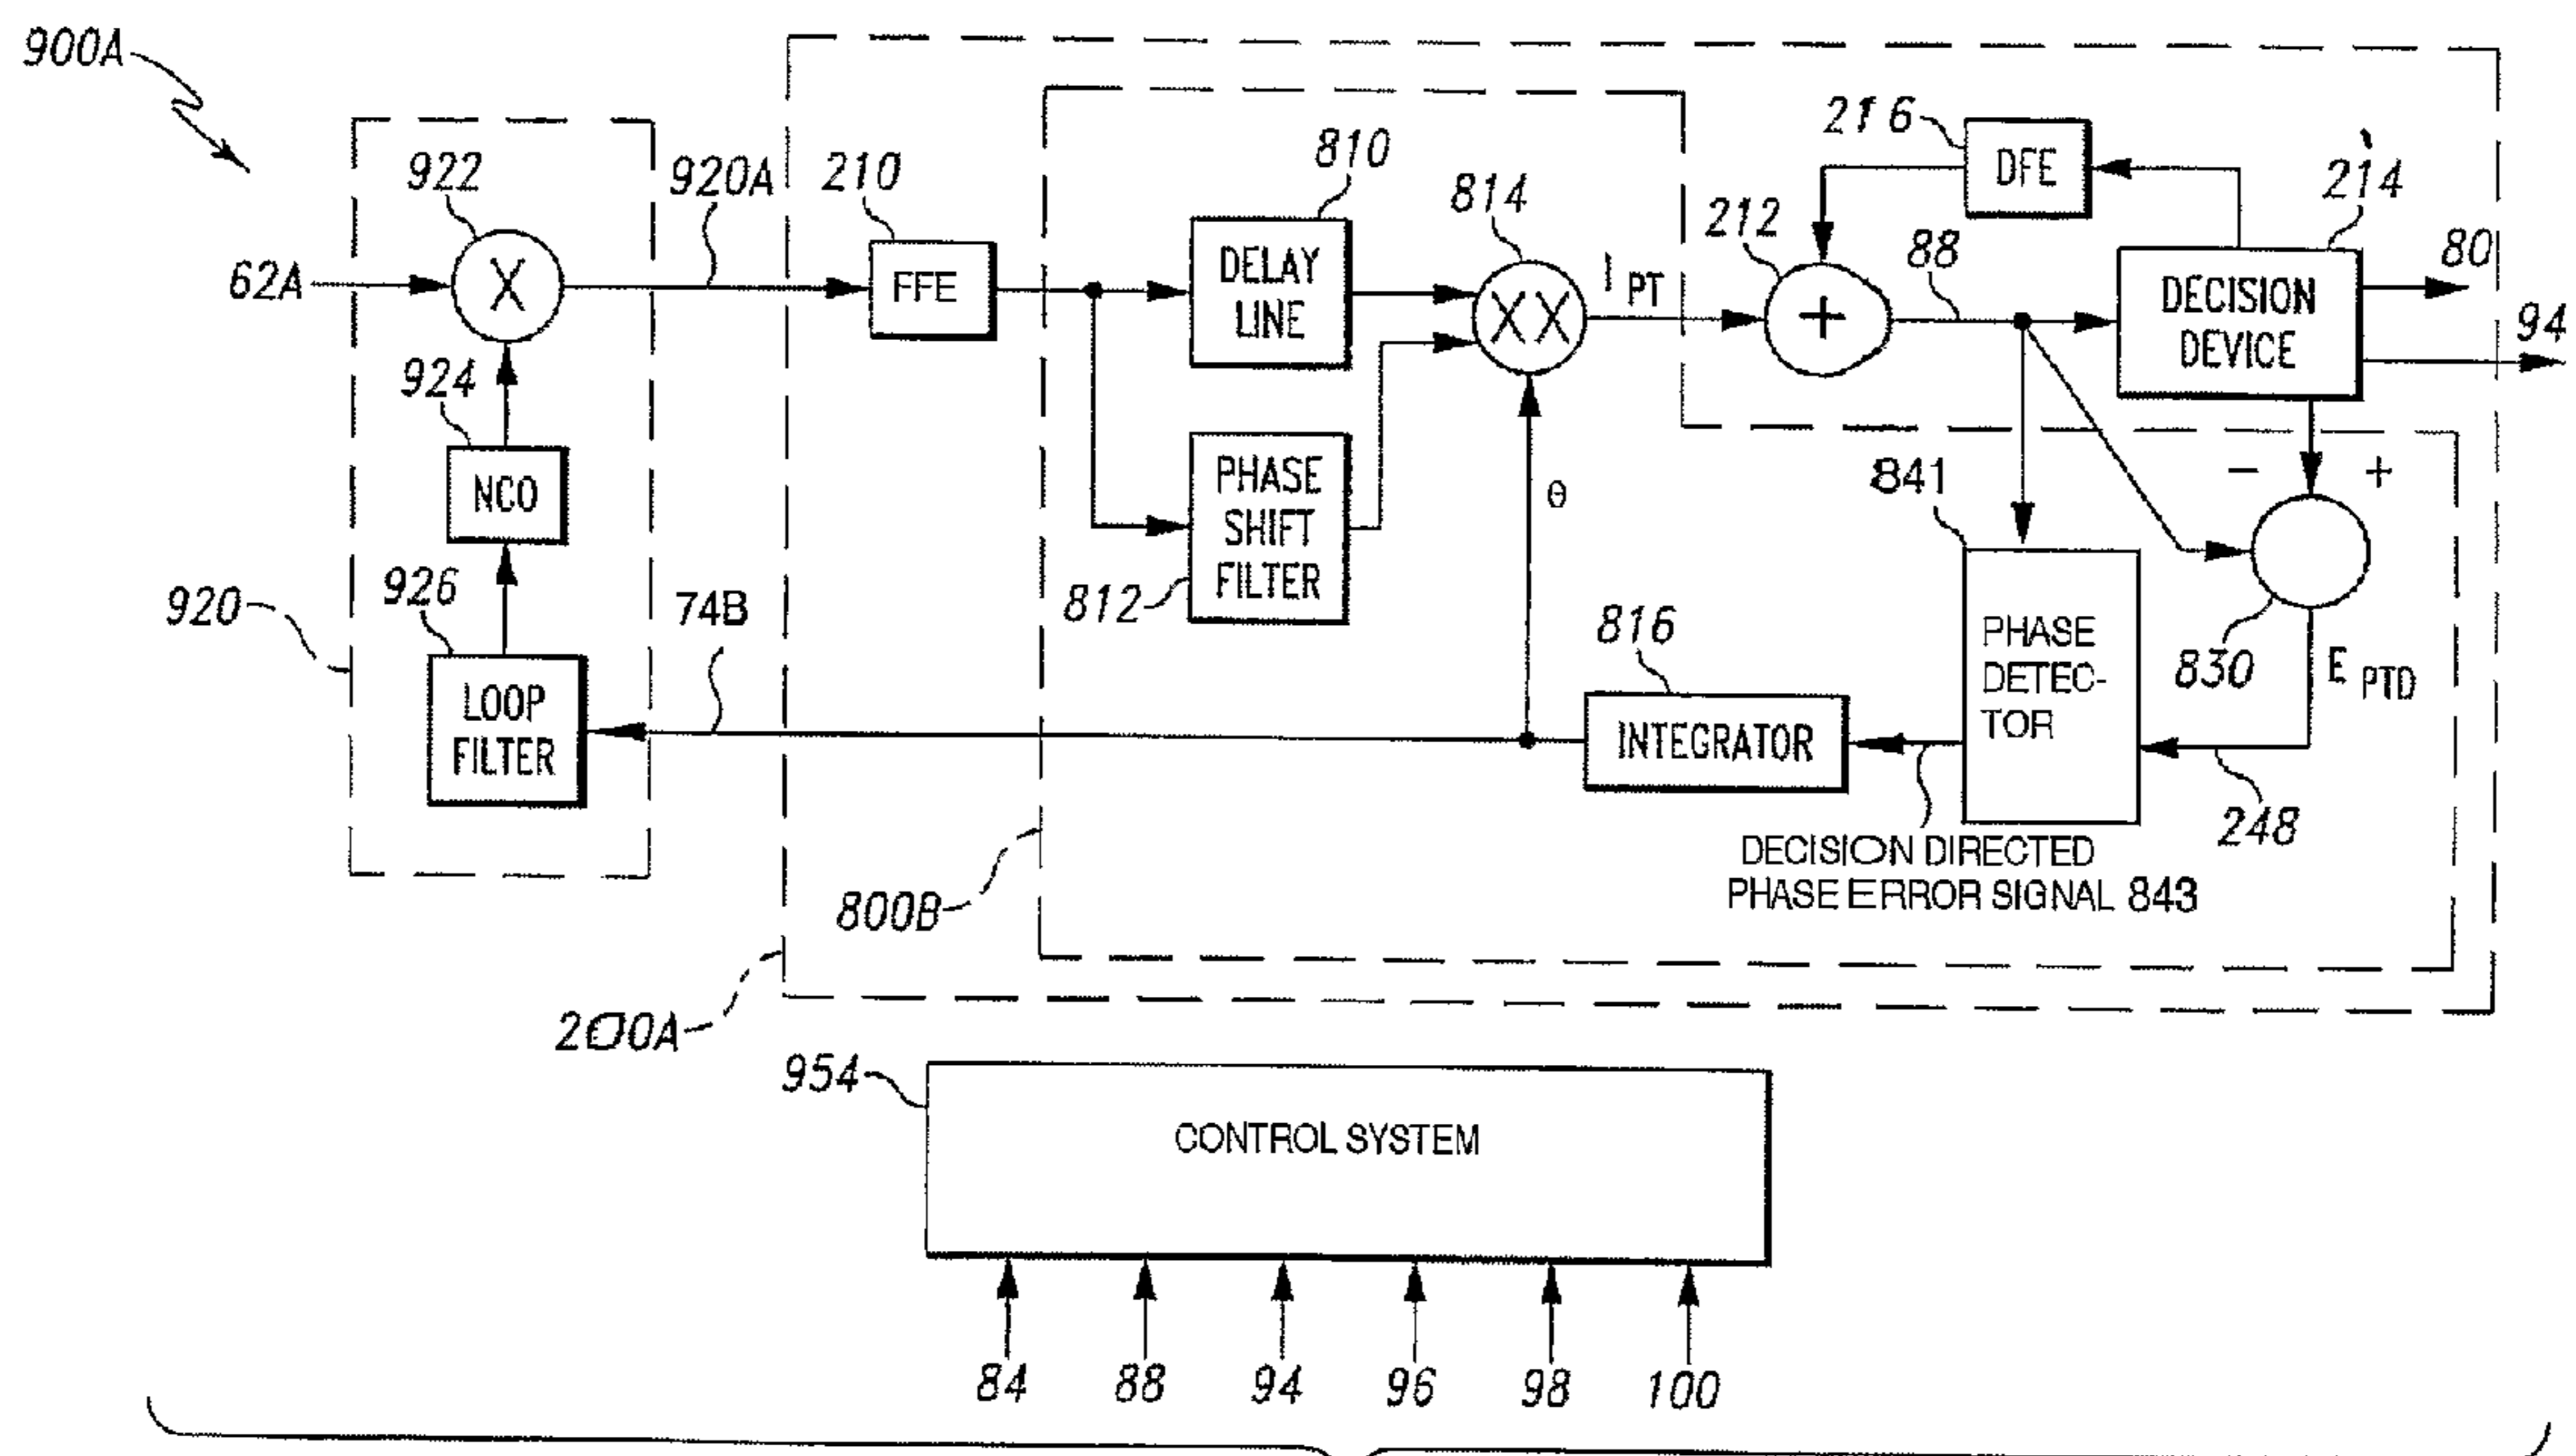 900A
922
920A
210
810
814
216
DFE
214
212
88
80
62A
X
FFE
DELAY
LINE
XX
I PT
+
DECISION
DEVICE
94
924
NCO
PHASE
SHIFT
FILTER
812
θ
841
−
+
920
926
74B
816
PHASE
DETEC-
TOR
830
E PTD
LOOP
FILTER
INTEGRATOR
248
DECISION DIRECTED
PHASE ERROR SIGNAL 843
800B
200A
954
CONTROL SYSTEM
84
88
94
96
98
100